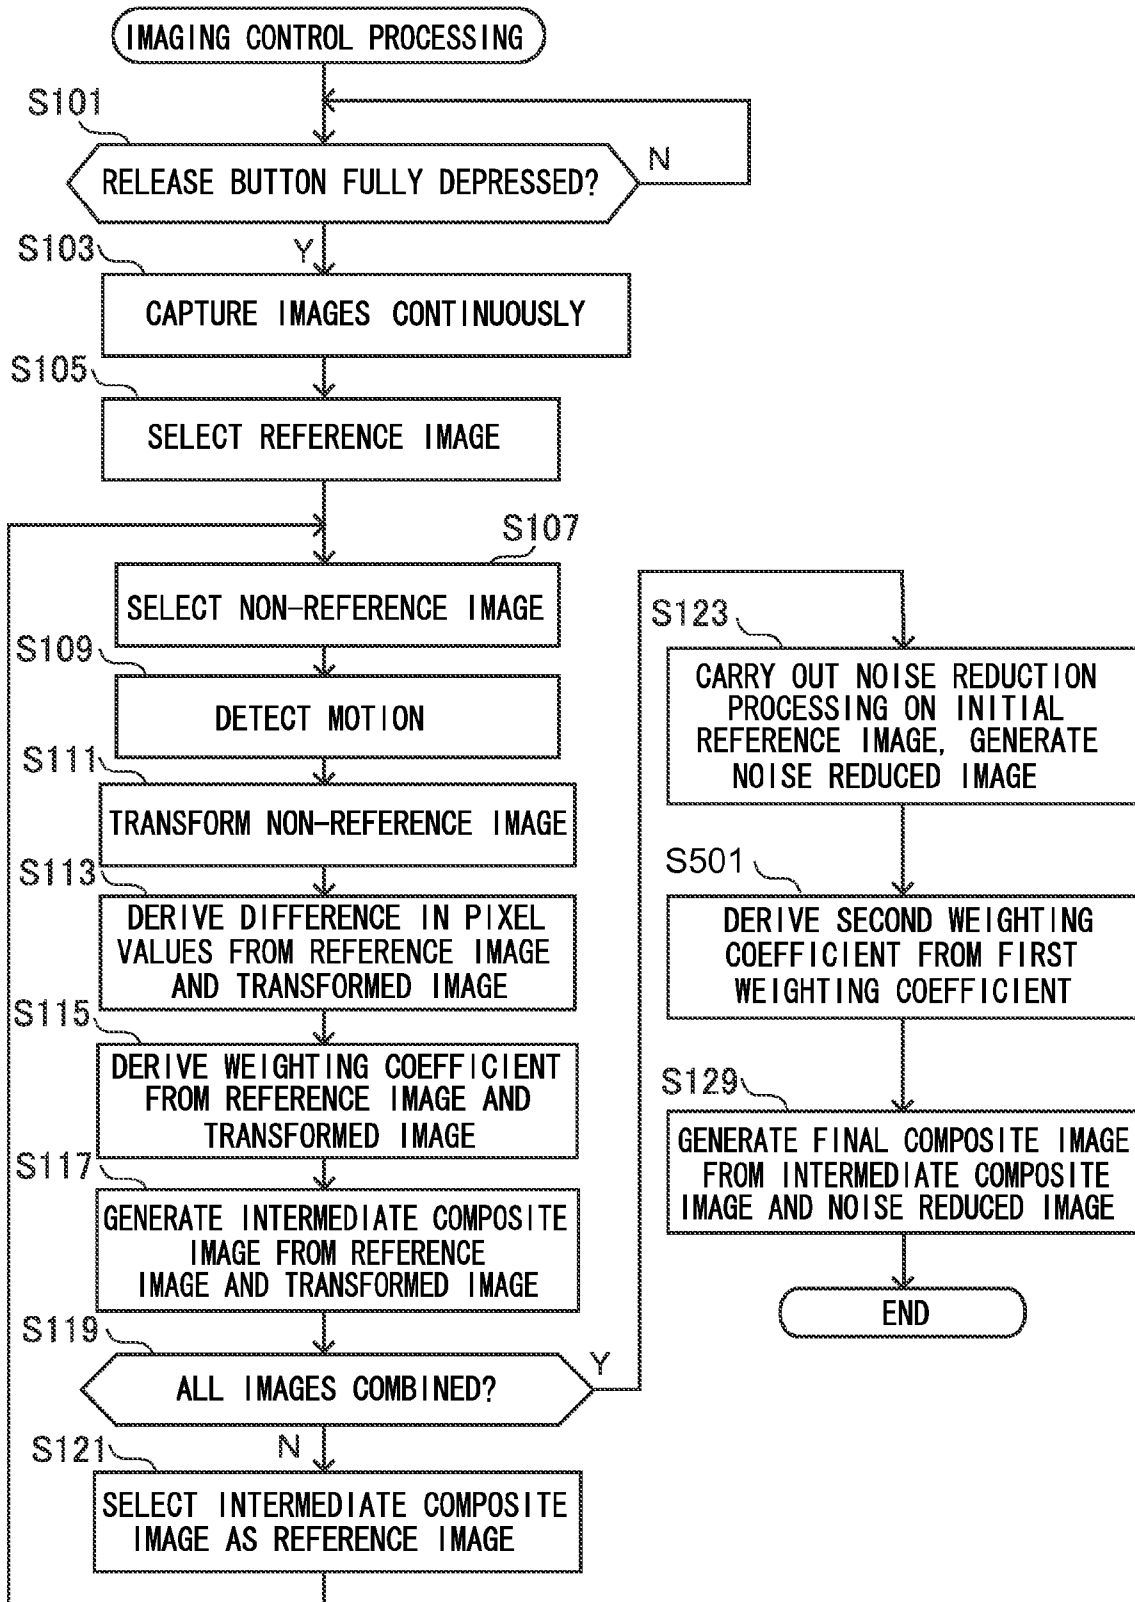 IMAGING CONTROL PROCESSING
S101
RELEASE BUTTON FULLY DEPRESSED?
N
Y
S103
CAPTURE IMAGES CONTINUOUSLY
S105
SELECT REFERENCE IMAGE
S107
SELECT NON-REFERENCE IMAGE
S109
DETECT MOTION
S111
TRANSFORM NON-REFERENCE IMAGE
S113
DERIVE DIFFERENCE IN PIXEL
VALUES FROM REFERENCE IMAGE
AND TRANSFORMED IMAGE
S115
DERIVE WEIGHTING COEFFICIENT
FROM REFERENCE IMAGE AND
TRANSFORMED IMAGE
S117
GENERATE INTERMEDIATE COMPOSITE
IMAGE FROM REFERENCE
IMAGE AND TRANSFORMED IMAGE
S119
ALL IMAGES COMBINED?
Y
N
S121
SELECT INTERMEDIATE COMPOSITE
IMAGE AS REFERENCE IMAGE
S123
CARRY OUT NOISE REDUCTION
PROCESSING ON INITIAL
REFERENCE IMAGE, GENERATE
NOISE REDUCED IMAGE
S501
DERIVE SECOND WEIGHTING
COEFFICIENT FROM FIRST
WEIGHTING COEFFICIENT
S129
GENERATE FINAL COMPOSITE IMAGE
FROM INTERMEDIATE COMPOSITE
IMAGE AND NOISE REDUCED IMAGE
END